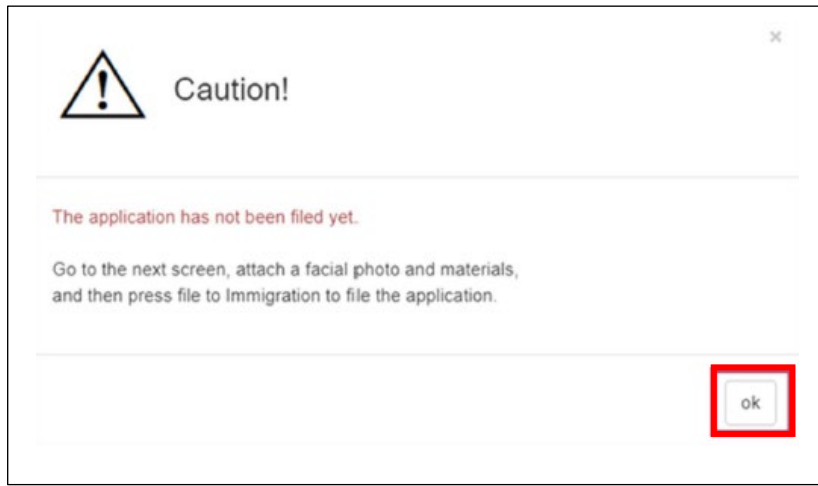 ×
Caution!
The application has not been filed yet.
Go to the next screen, attach a facial photo and materials,
and then press file to Immigration to file the application.
ok